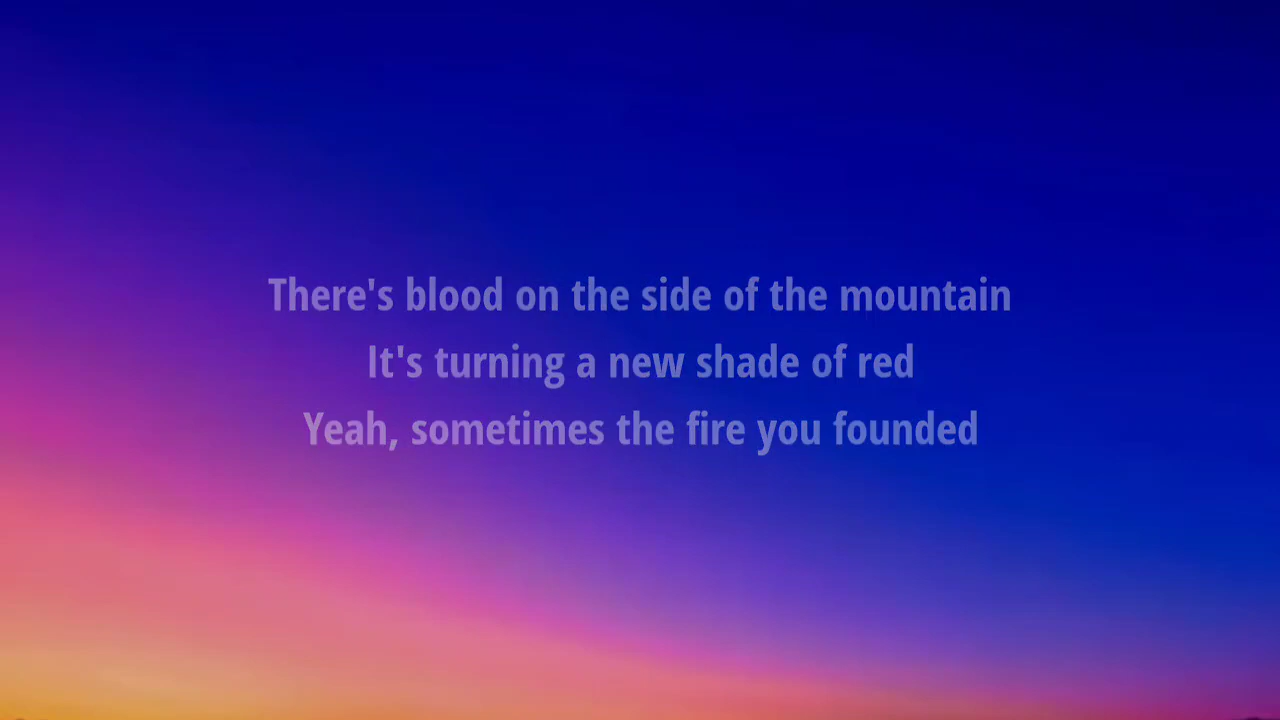 There's blood on the side of the mountain
It's turning a new shade of red
Yeah, sometimes the fire you founded